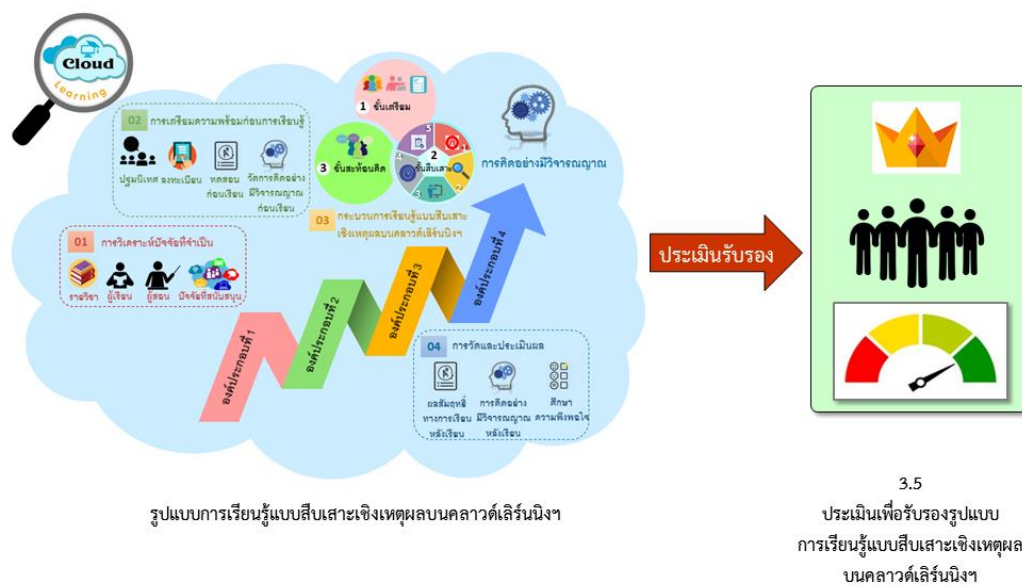 Cloud
Learning
02 การเตรียมความพร้อมก่อนการเรียนรู้
ปฐมนิเทศ ลงทะเบียน ทดสอบ วัดการคิดอย่าง
ก่อนเรียน มีวิจารณญาณ
ก่อนเรียน
1 ขั้นเตรียม
2
ขั้นสืบเสาะ
3 ขั้นสะท้อนคิด
5
1
2
3
4
การคิดอย่างมีวิจารณญาณ
03 กระบวนการเรียนรู้แบบสืบเสาะ
เชิงเหตุผลบนคลาวด์เลิร์นนิงฯ
01 การวิเคราะห์ปัจจัยที่จำเป็น
รายวิชา ผู้เรียน ผู้สอน ปัจจัยที่สนับสนุน
องค์ประกอบที่ 1
องค์ประกอบที่ 2
องค์ประกอบที่ 3
องค์ประกอบที่ 4
04 การวัดและประเมินผล
ผลสัมฤทธิ์ การคิดอย่าง ศึกษา
ทางการเรียน มีวิจารณญาณ ความพึงพอใจ
หลังเรียน หลังเรียน
ประเมินรับรอง
รูปแบบการเรียนรู้แบบสืบเสาะเชิงเหตุผลบนคลาวด์เลิร์นนิงฯ
3.5
ประเมินเพื่อรับรองรูปแบบ
การเรียนรู้แบบสืบเสาะเชิงเหตุผล
บนคลาวด์เลิร์นนิงฯ